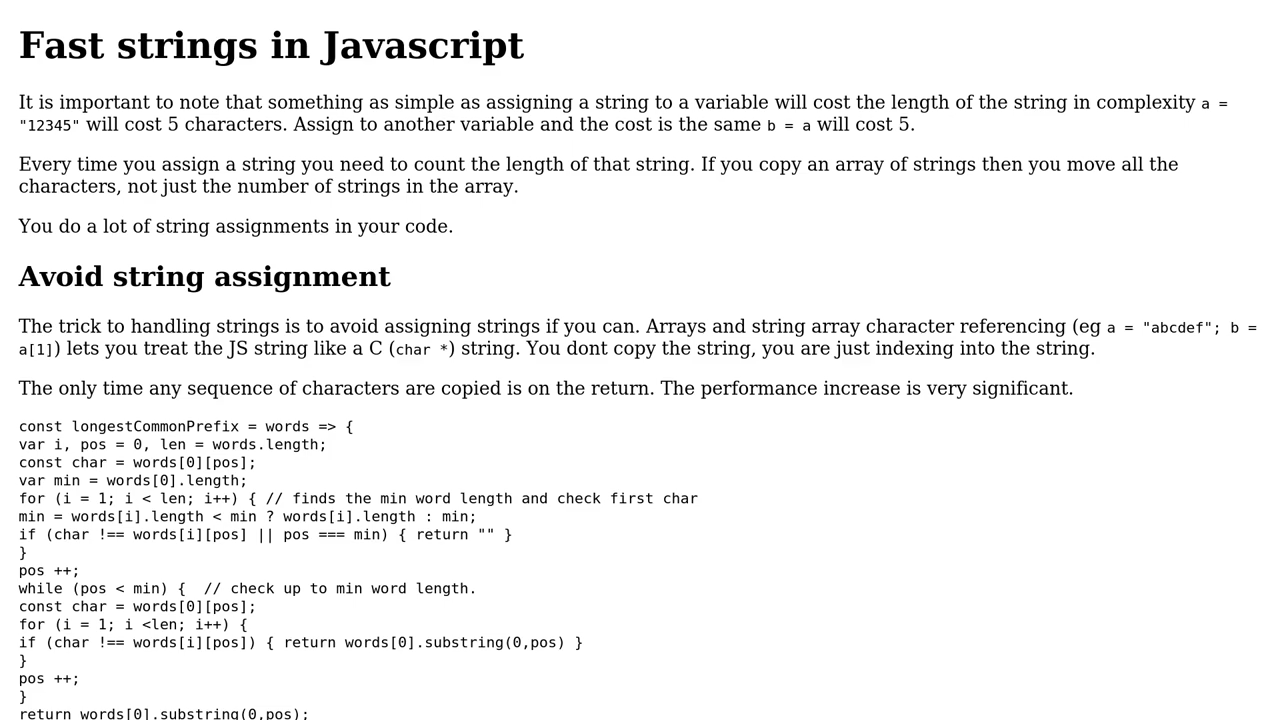 Fast strings in Javascript
It is important to note that something as simple as assigning a string to a variable will cost the length of the string in complexity a =
"12345" will cost 5 characters. Assign to another variable and the cost is the same b = a will cost 5.
Every time you assign a string you need to count the length of that string. If you copy an array of strings then you move all the
characters, not just the number of strings in the array.
You do a lot of string assignments in your code.
Avoid string assignment
The trick to handling strings is to avoid assigning strings if you can. Arrays and string array character referencing (eg a = "abcdef"; b =
a[1]) lets you treat the JS string like a C (char *) string. You dont copy the string, you are just indexing into the string.
The only time any sequence of characters are copied is on the return. The performance increase is very significant.
const longestCommonPrefix = words => {
var i, pos = 0, len = words.length;
const char = words[0][pos];
var min = words[0].length;
for (i = 1; i < len; i++) { // finds the min word length and check first char
min = words[i].length < min ? words[i].length : min;
if (char !== words[i][pos] || pos === min) { return "" }
}
pos ++;
while (pos < min) {  // check up to min word length.
const char = words[0][pos];
for (i = 1; i <len; i++) {
if (char !== words[i][pos]) { return words[0].substring(0,pos) }
}
pos ++;
}
return words[0].substring(0,pos);